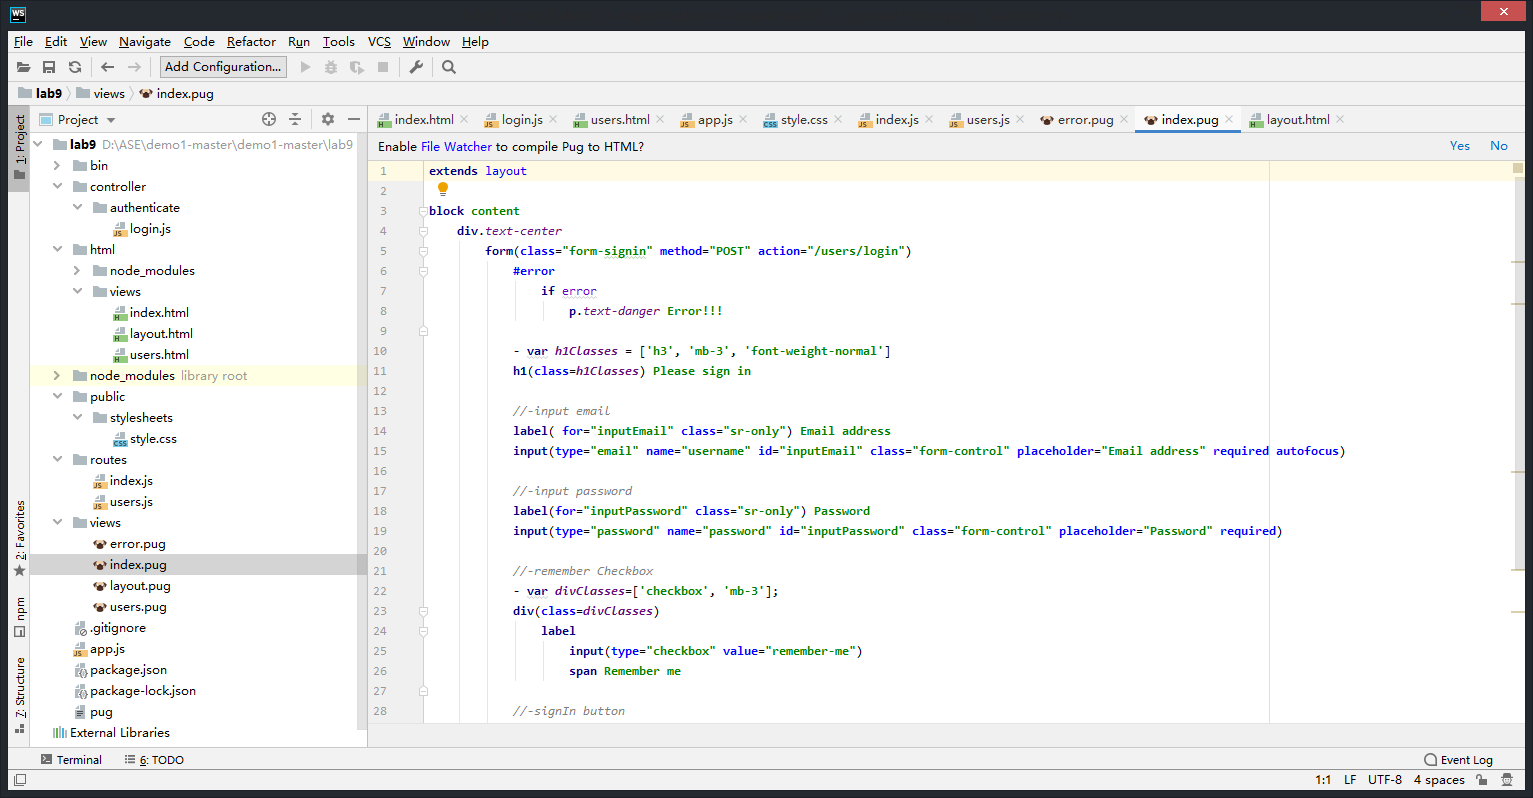 WS
File Edit View Navigate Code Refactor Run Tools VCS Window Help
Add Configuration...
lab9 views index.pug
1: Project
2: Favorites
npm
7: Structure
Project
lab9 D:\ASE\demo1-master\demo1-master\lab9
bin
controller
authenticate
login.js
html
node_modules
views
index.html
layout.html
users.html
node_modules library root
public
stylesheets
style.css
routes
index.js
users.js
views
error.pug
index.pug
layout.pug
users.pug
.gitignore
app.js
package.json
package-lock.json
pug
External Libraries
index.html login.js users.html app.js style.css index.js users.js error.pug index.pug layout.html
Enable File Watcher to compile Pug to HTML? Yes No
1 extends layout
2
3 block content
4 div.text-center
5 form(class="form-signin" method="POST" action="/users/login")
6 #error
7 if error
8 p.text-danger Error!!!
9
10 - var h1Classes = ['h3', 'mb-3', 'font-weight-normal']
11 h1(class=h1Classes) Please sign in
12
13 //-input email
14 label( for="inputEmail" class="sr-only") Email address
15 input(type="email" name="username" id="inputEmail" class="form-control" placeholder="Email address" required autofocus)
16
17 //-input password
18 label(for="inputPassword" class="sr-only") Password
19 input(type="password" name="password" id="inputPassword" class="form-control" placeholder="Password" required)
20
21 //-remember Checkbox
22 - var divClasses=['checkbox', 'mb-3'];
23 div(class=divClasses)
24 label
25 input(type="checkbox" value="remember-me")
26 span Remember me
27
28 //-signIn button
Terminal 6: TODO Event Log
1:1 LF UTF-8 4 spaces